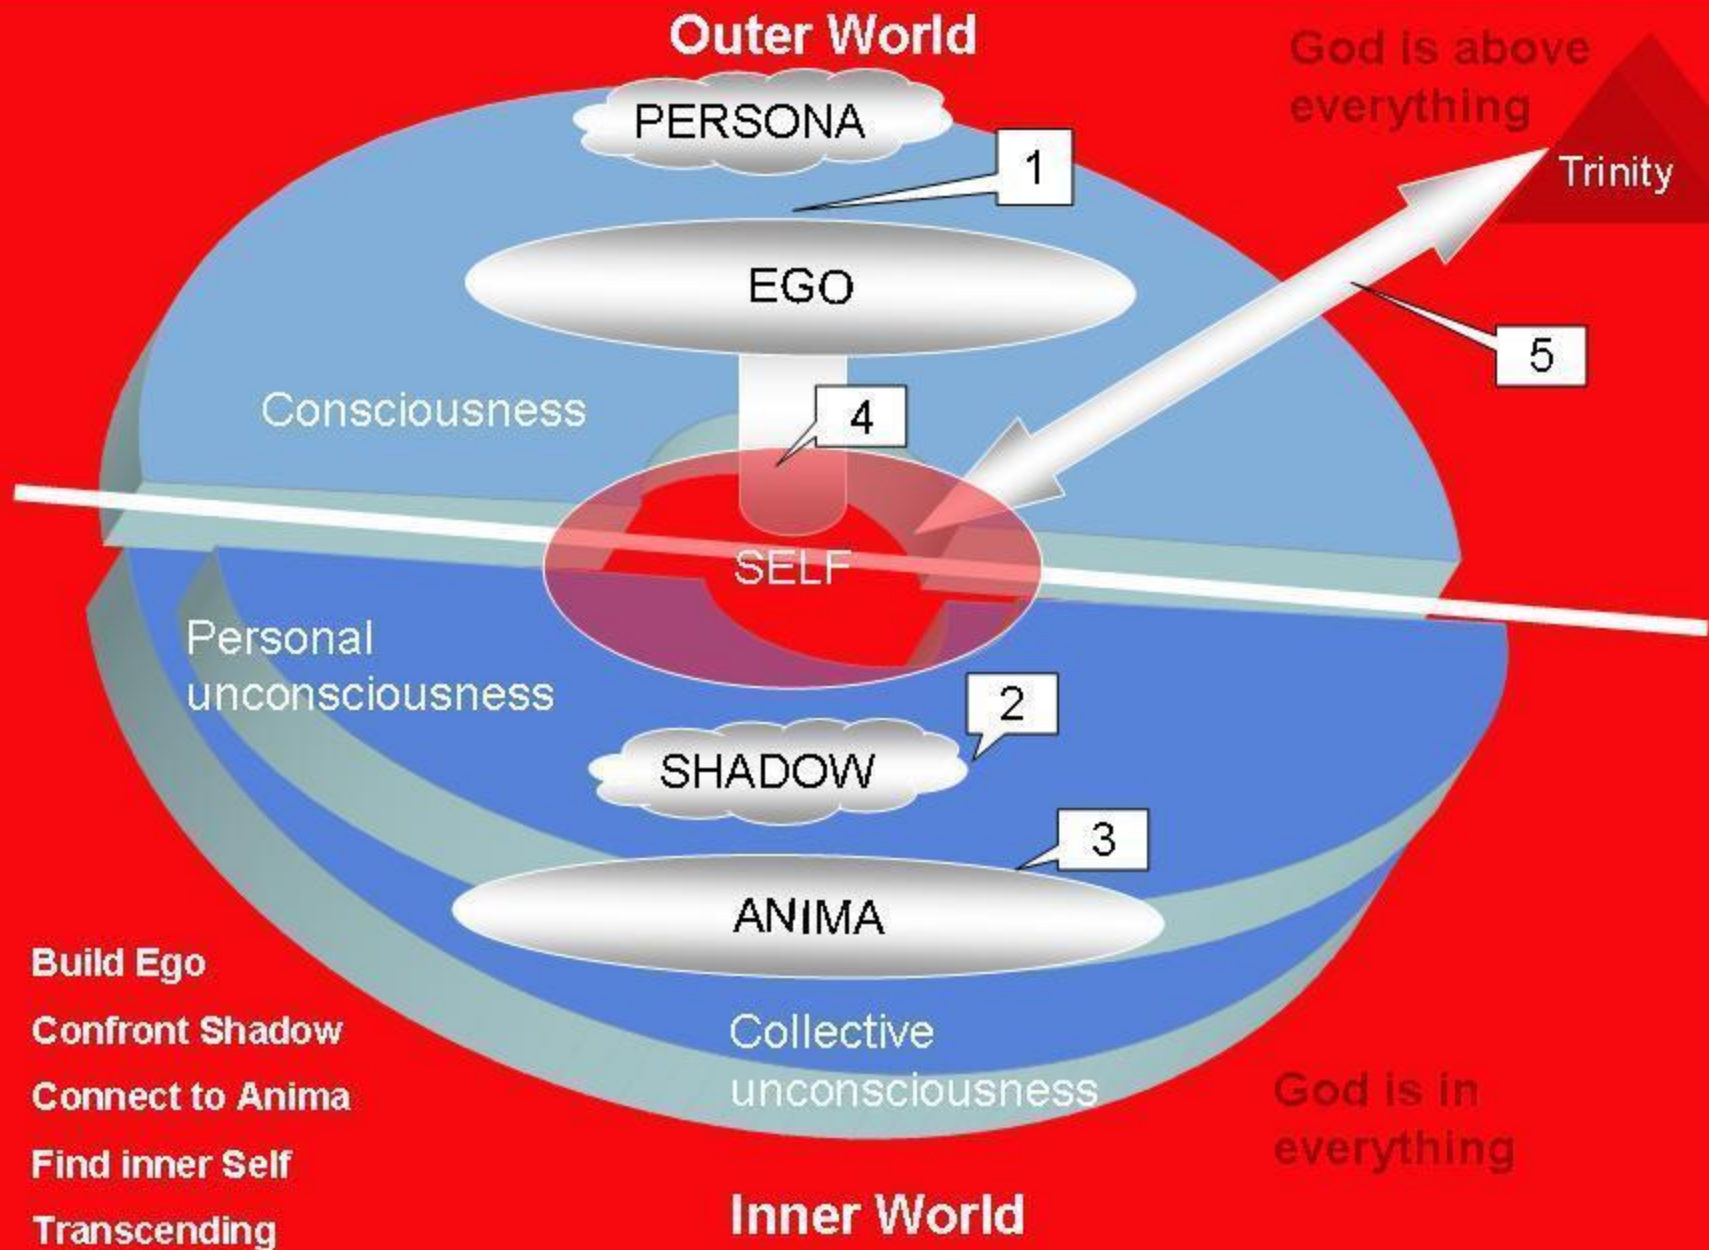 Outer World
God is above
everything
PERSONA
1
Trinity
EGO
5
4
Consciousness
SELF
Personal
unconsciousness
2
SHADOW
3
ANIMA
Build Ego
Confront Shadow
Connect to Anima
Find inner Self
Transcending
Collective
unconsciousness
God is in
everything
Inner World